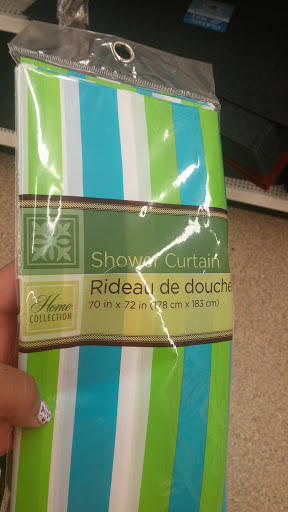 Shower Curtain
Rideau de douche
70 in x 72 in (178 cm x 183 cm)
Home
COLLECTION